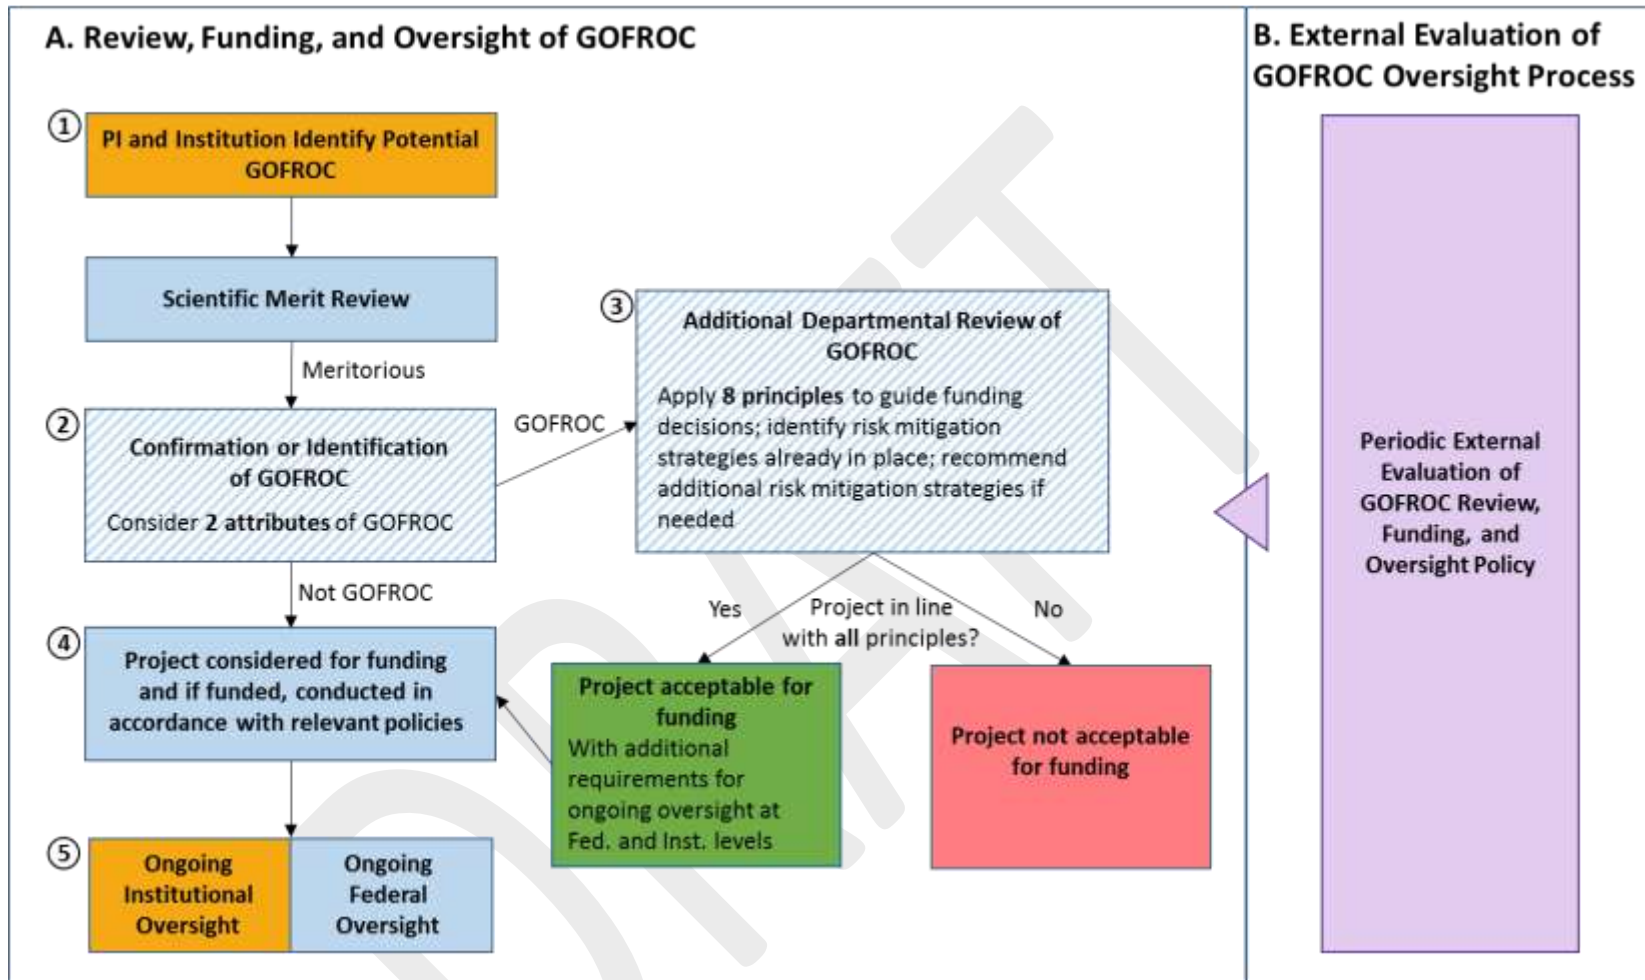 A. Review, Funding, and Oversight of GOFROC
B. External Evaluation of
GOFROC Oversight Process
1
PI and Institution Identify Potential
GOFROC
Scientific Merit Review
Meritorious
2
Confirmation or Identification
of GOFROC
Consider 2 attributes of GOFROC
GOFROC
3
Additional Departmental Review of
GOFROC
Apply 8 principles to guide funding
decisions; identify risk mitigation
strategies already in place; recommend
additional risk mitigation strategies if
needed
Not GOFROC
Yes
Project in line
with all principles?
No
4
Project considered for funding
and if funded, conducted in
accordance with relevant policies
Project acceptable for
funding
With additional
requirements for
ongoing oversight at
Fed. and Inst. levels
Project not acceptable
for funding
5
Ongoing
Institutional
Oversight
Ongoing
Federal
Oversight
Periodic External
Evaluation of
GOFROC Review,
Funding, and
Oversight Policy
DRAFT